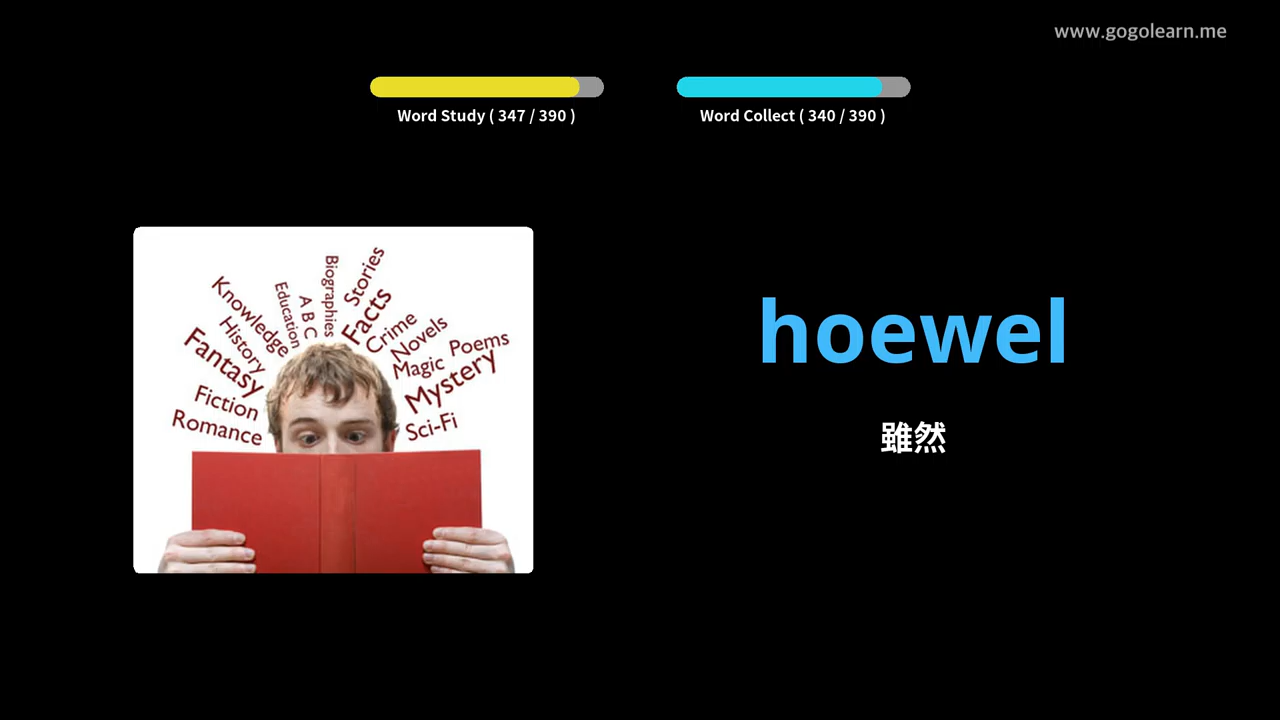 www.gogolearn.me
Word Study ( 347 / 390 )
Word Collect ( 340 / 390 )
Knowledge
Education
A B C
Biographies
Stories
Facts
Crime
Novels
Poems
Magic
Mystery
History
Fantasy
Fiction
Romance
Sci-Fi
hoewel
雖然